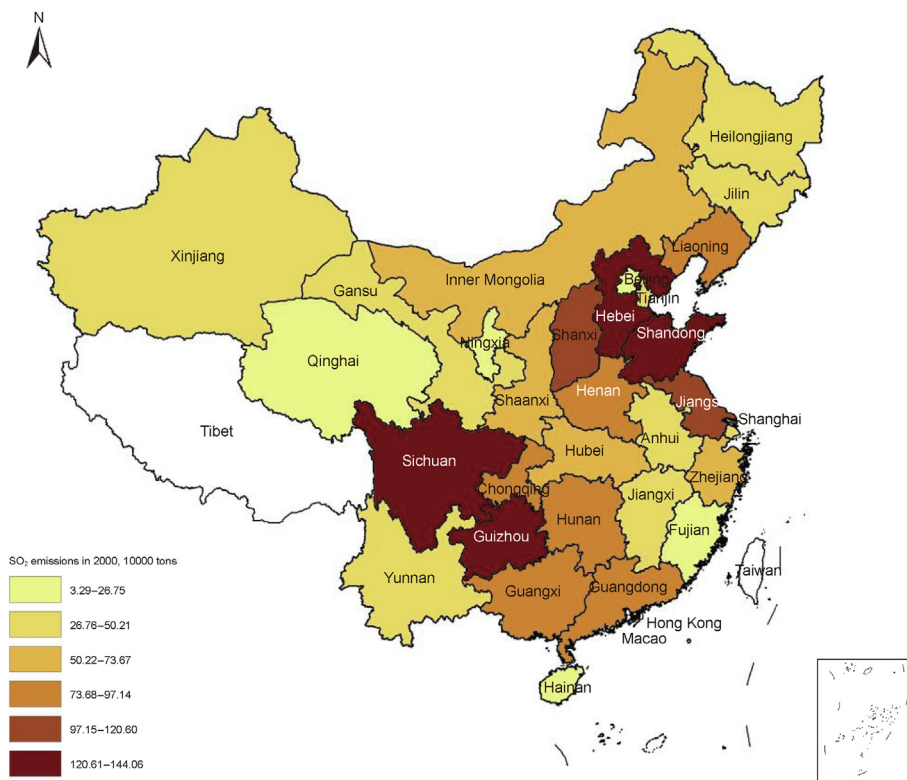 N
Heilongjiang
Jilin
Liaoning
Xinjiang
Inner Mongolia
Gansu
Beijing
Tianjin
Hebei
Shandong
Shanxi
Ningxia
Qinghai
Shaanxi
Henan
Jiangs
Shanghai
Tibet
Anhui
Sichuan
Hubei
Zhejiang
Chongqing
Jiangxi
Hunan
Fujian
Guizhou
Yunnan
Guangxi
Guangdong
Taiwan
Hong Kong
Macao
Hainan
SO₂ emissions in 2000, 10000 tons
3.29–26.75
26.76–50.21
50.22–73.67
73.68–97.14
97.15–120.60
120.61–144.06